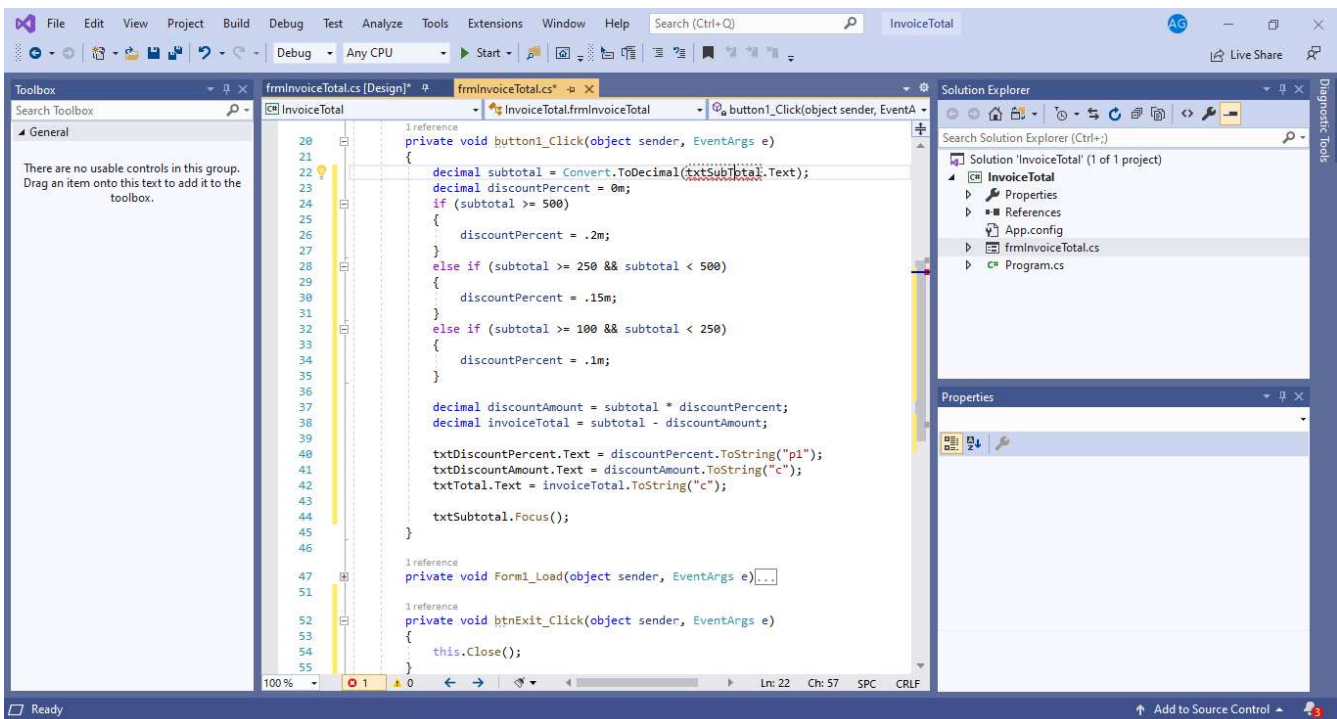 File Edit View Project Build Debug Test Analyze Tools Extensions Window Help Search (Ctrl+Q) InvoiceTotal AG
Debug Any CPU Start Live Share
Toolbox
Search Toolbox
General
There are no usable controls in this group.
Drag an item onto this text to add it to the
toolbox.
frmInvoiceTotal.cs [Design]* frmInvoiceTotal.cs*
C# InvoiceTotal InvoiceTotal.frmInvoiceTotal button1_Click(object sender, EventA
1 reference
20 private void button1_Click(object sender, EventArgs e)
21 {
22 decimal subtotal = Convert.ToDecimal(txtSubTotal.Text);
23 decimal discountPercent = 0m;
24 if (subtotal >= 500)
25 {
26 discountPercent = .2m;
27 }
28 else if (subtotal >= 250 && subtotal < 500)
29 {
30 discountPercent = .15m;
31 }
32 else if (subtotal >= 100 && subtotal < 250)
33 {
34 discountPercent = .1m;
35 }
36
37 decimal discountAmount = subtotal * discountPercent;
38 decimal invoiceTotal = subtotal - discountAmount;
39
40 txtDiscountPercent.Text = discountPercent.ToString("p1");
41 txtDiscountAmount.Text = discountAmount.ToString("c");
42 txtTotal.Text = invoiceTotal.ToString("c");
43
44 txtSubtotal.Focus();
45 }
46
1 reference
47 private void Form1_Load(object sender, EventArgs e)...
51
1 reference
52 private void btnExit_Click(object sender, EventArgs e)
53 {
54 this.Close();
55 }
100 % 1 0 Ln: 22 Ch: 57 SPC CRLF
Solution Explorer
Search Solution Explorer (Ctrl+;)
Solution 'InvoiceTotal' (1 of 1 project)
C# InvoiceTotal
Properties
References
App.config
frmInvoiceTotal.cs
C# Program.cs
Properties
Diagnostic Tools
Ready Add to Source Control 3